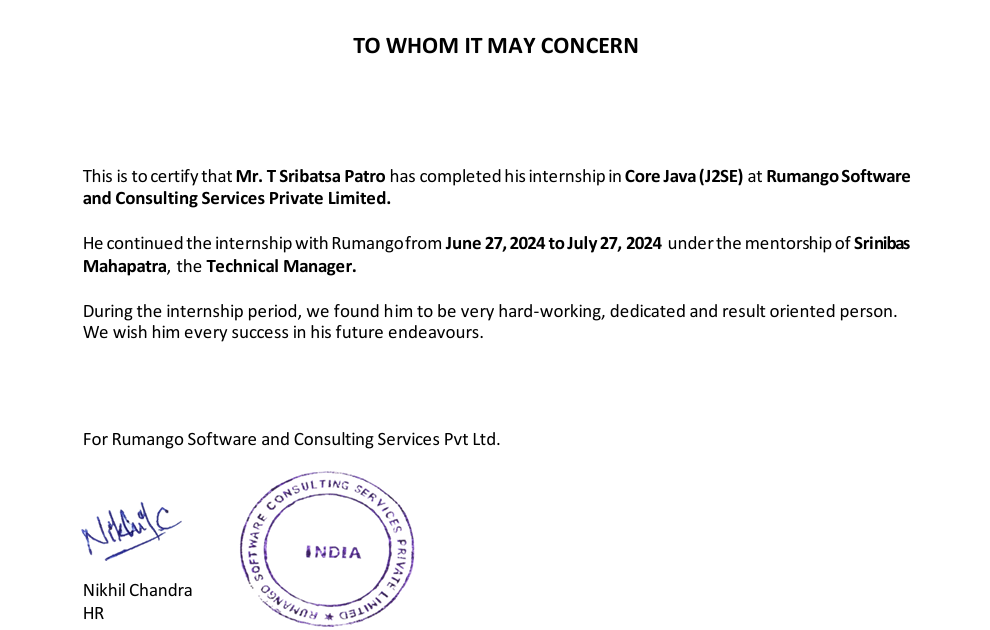 TO WHOM IT MAY CONCERN
This is to certify that Mr. T Sribatsa Patro has completed his internship in Core Java (J2SE) at Rumango Software
and Consulting Services Private Limited.
He continued the internship with Rumango from June 27, 2024 to July 27, 2024 under the mentorship of Srinibas
Mahapatra, the Technical Manager.
During the internship period, we found him to be very hard-working, dedicated and result oriented person.
We wish him every success in his future endeavours.
For Rumango Software and Consulting Services Pvt Ltd.
Nikhil C
RUMANGO SOFTWARE CONSULTING SERVICES PRIVATE LIMITED ★
INDIA
Nikhil Chandra
HR